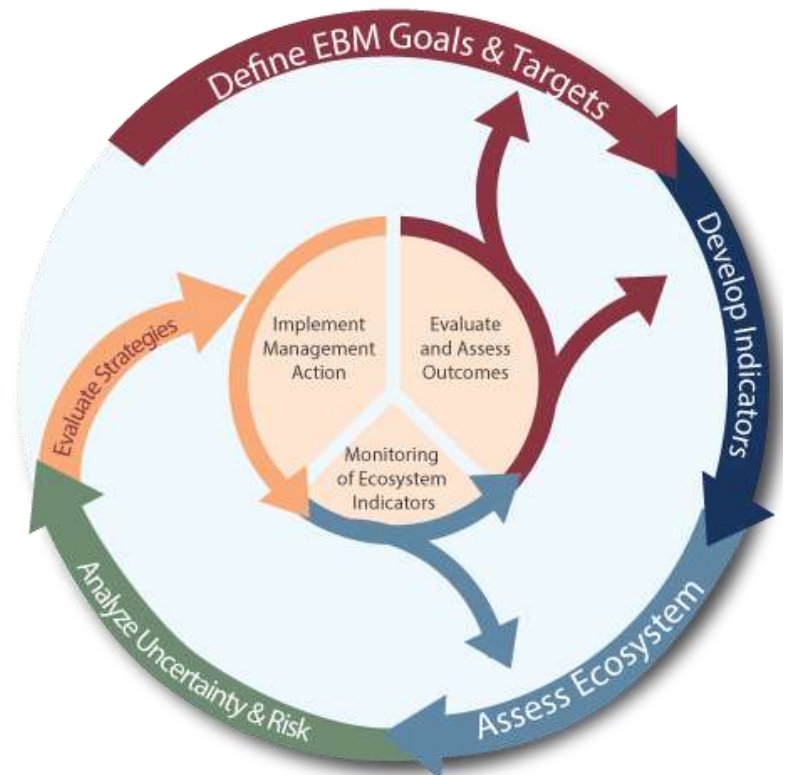 Define EBM Goals & Targets
Develop Indicators
Assess Ecosystem
Analyze Uncertainty & Risk
Evaluate Strategies
Implement
Management
Action
Evaluate
and Assess
Outcomes
Monitoring
of Ecosystem
Indicators